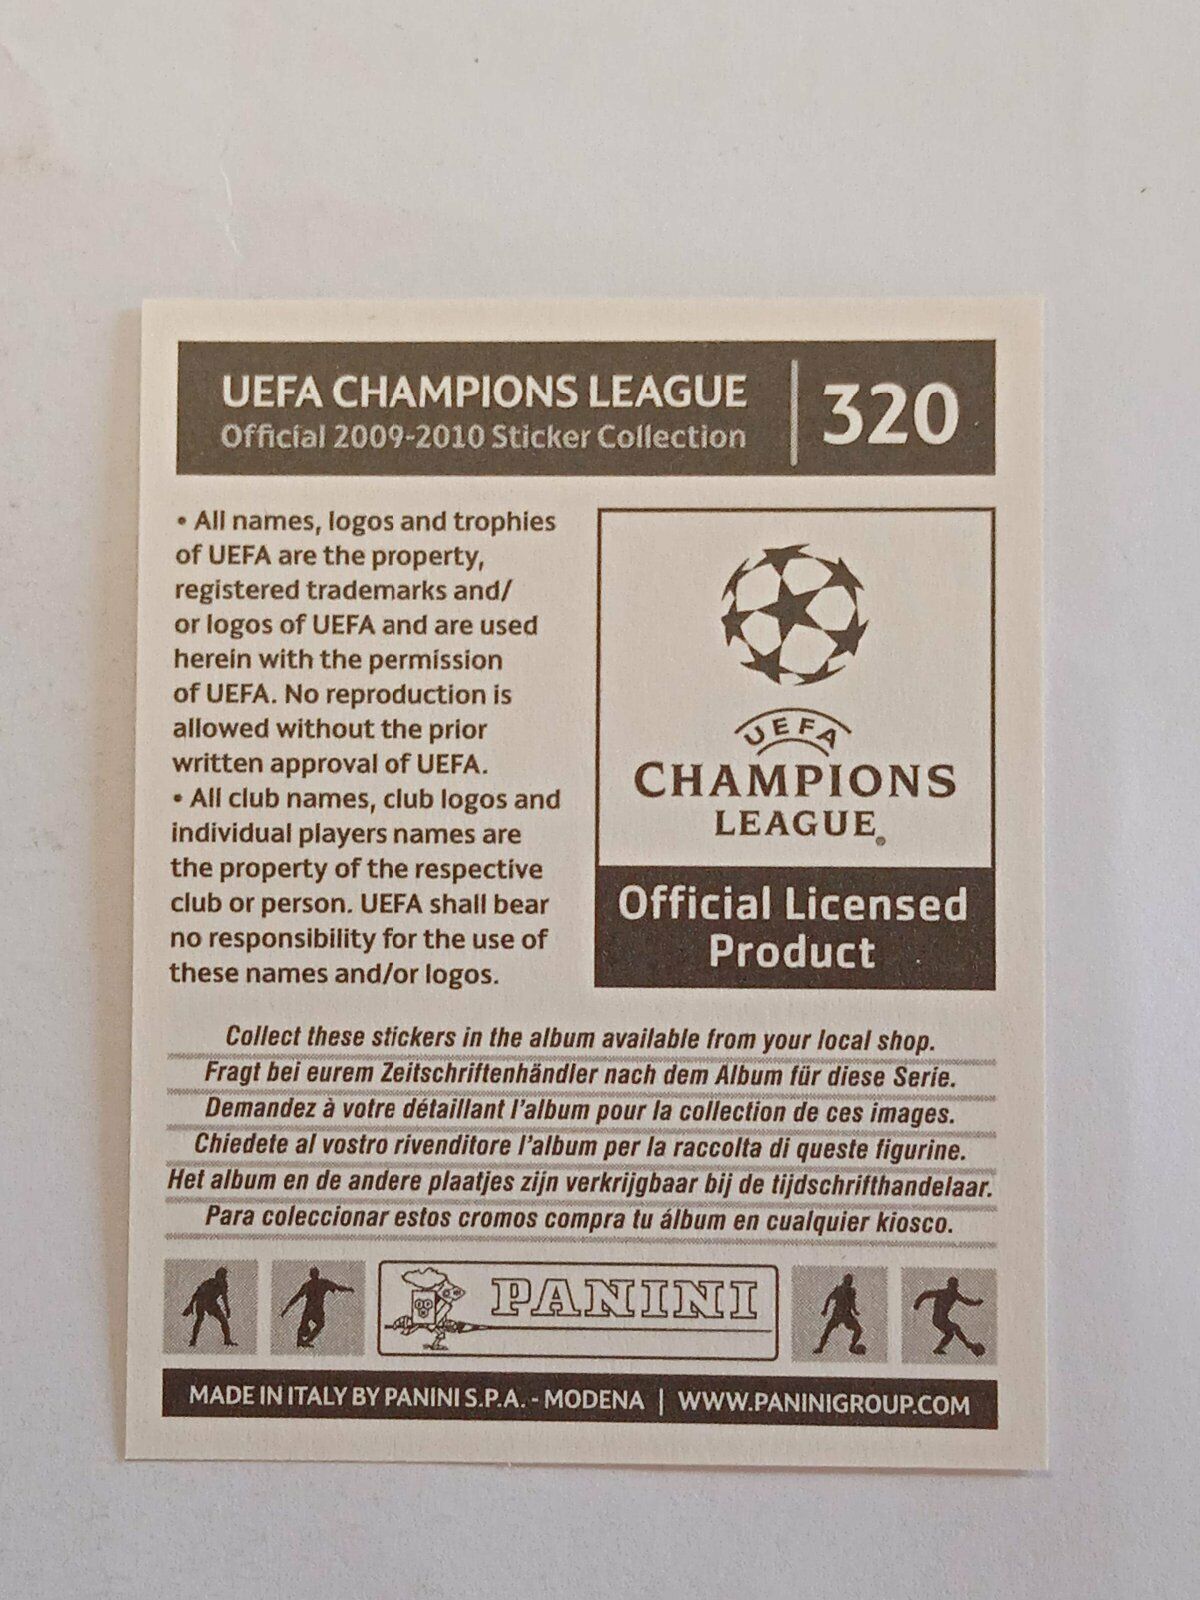 UEFA CHAMPIONS LEAGUE
Official 2009-2010 Sticker Collection
320
• All names, logos and trophies
of UEFA are the property,
registered trademarks and/
or logos of UEFA and are used
herein with the permission
of UEFA. No reproduction is
allowed without the prior
written approval of UEFA.
• All club names, club logos and
individual players names are
the property of the respective
club or person. UEFA shall bear
no responsibility for the use of
these names and/or logos.
UEFA
CHAMPIONS
LEAGUE®
Official Licensed
Product
Collect these stickers in the album available from your local shop.
Fragt bei eurem Zeitschriftenhändler nach dem Album für diese Serie.
Demandez à votre détaillant l'album pour la collection de ces images.
Chiedete al vostro rivenditore l'album per la raccolta di queste figurine.
Het album en de andere plaatjes zijn verkrijgbaar bij de tijdschrifthandelaar.
Para coleccionar estos cromos compra tu álbum en cualquier kiosco.
PANINI
MADE IN ITALY BY PANINI S.P.A. - MODENA | WWW.PANINIGROUP.COM